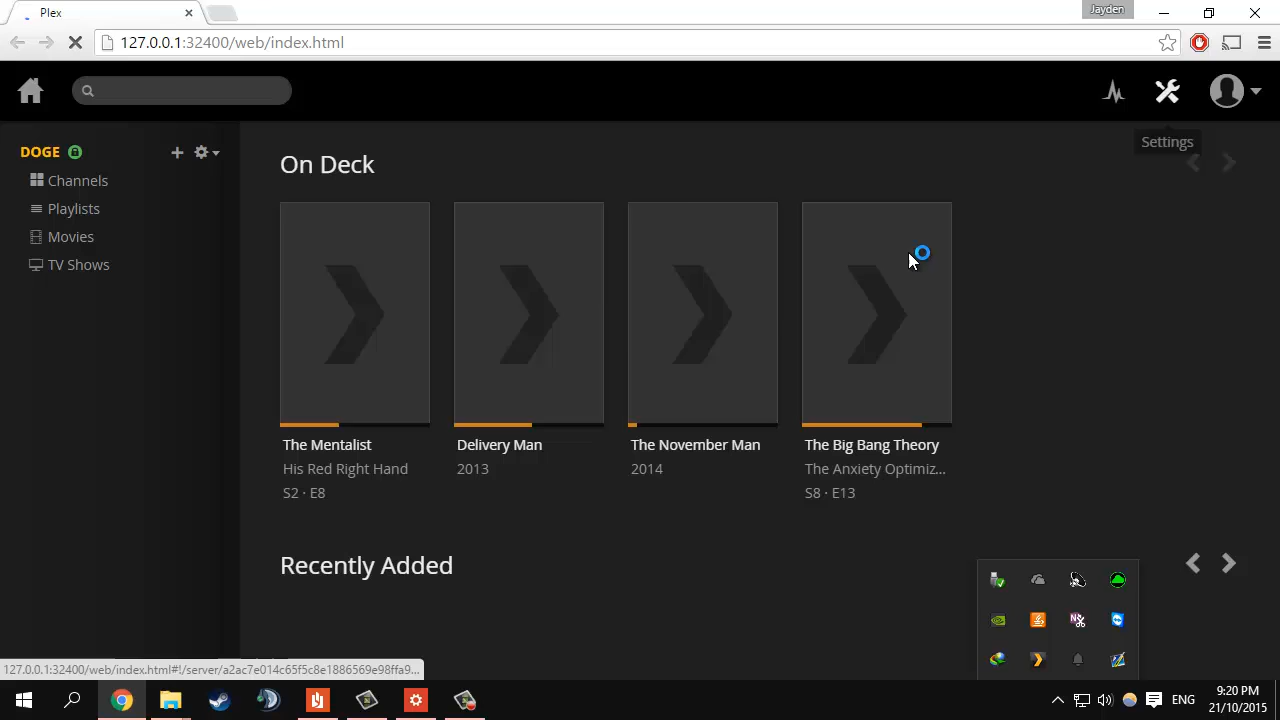 Plex
Jayden
127.0.0.1:32400/web/index.html
Settings
DOGE
Channels
Playlists
Movies
TV Shows
On Deck
The Mentalist
His Red Right Hand
S2 · E8
Delivery Man
2013
The November Man
2014
The Big Bang Theory
The Anxiety Optimiz...
S8 · E13
Recently Added
127.0.0.1:32400/web/index.html#!/server/a2ac7e014c65f5c8e1886569e98ffa9...
ENG
9:20 PM
21/10/2015